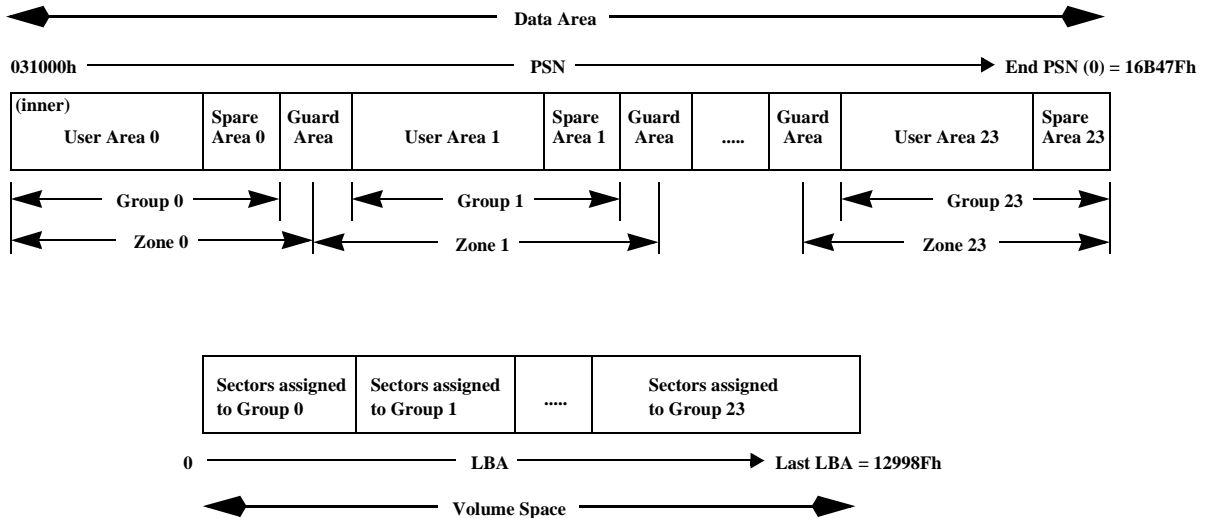 Data Area
031000h PSN End PSN (0) = 16B47Fh
(inner)
User Area 0
Spare
Area 0
Guard
Area
User Area 1
Spare
Area 1
Guard
Area
.....
Guard
Area
User Area 23
Spare
Area 23
Group 0 Group 1 Group 23
Zone 0 Zone 1 Zone 23
Sectors assigned
to Group 0
Sectors assigned
to Group 1
.....
Sectors assigned
to Group 23
0 LBA Last LBA = 12998Fh
Volume Space